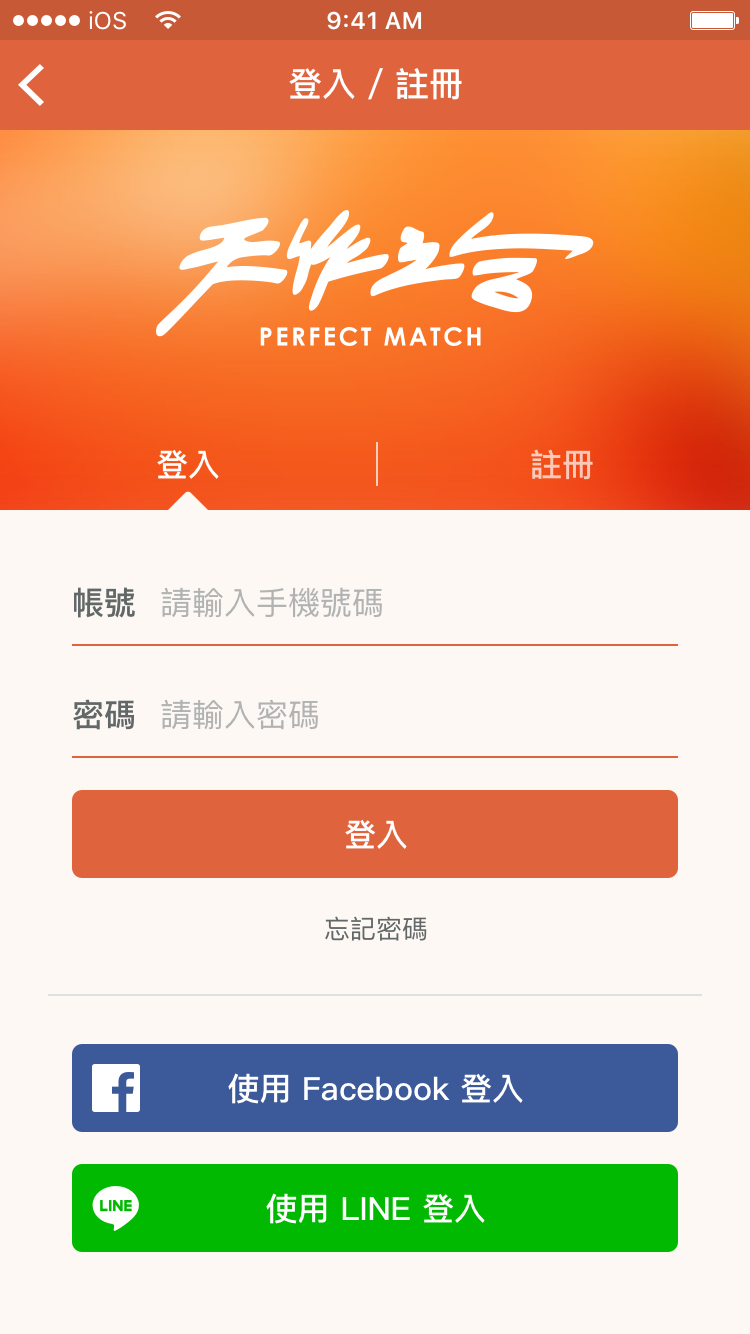 iOS 9:41 AM
登入 / 註冊
天作之合
PERFECT MATCH
登入 註冊
帳號 請輸入手機號碼
密碼 請輸入密碼
登入
忘記密碼
使用 Facebook 登入
LINE 使用 LINE 登入